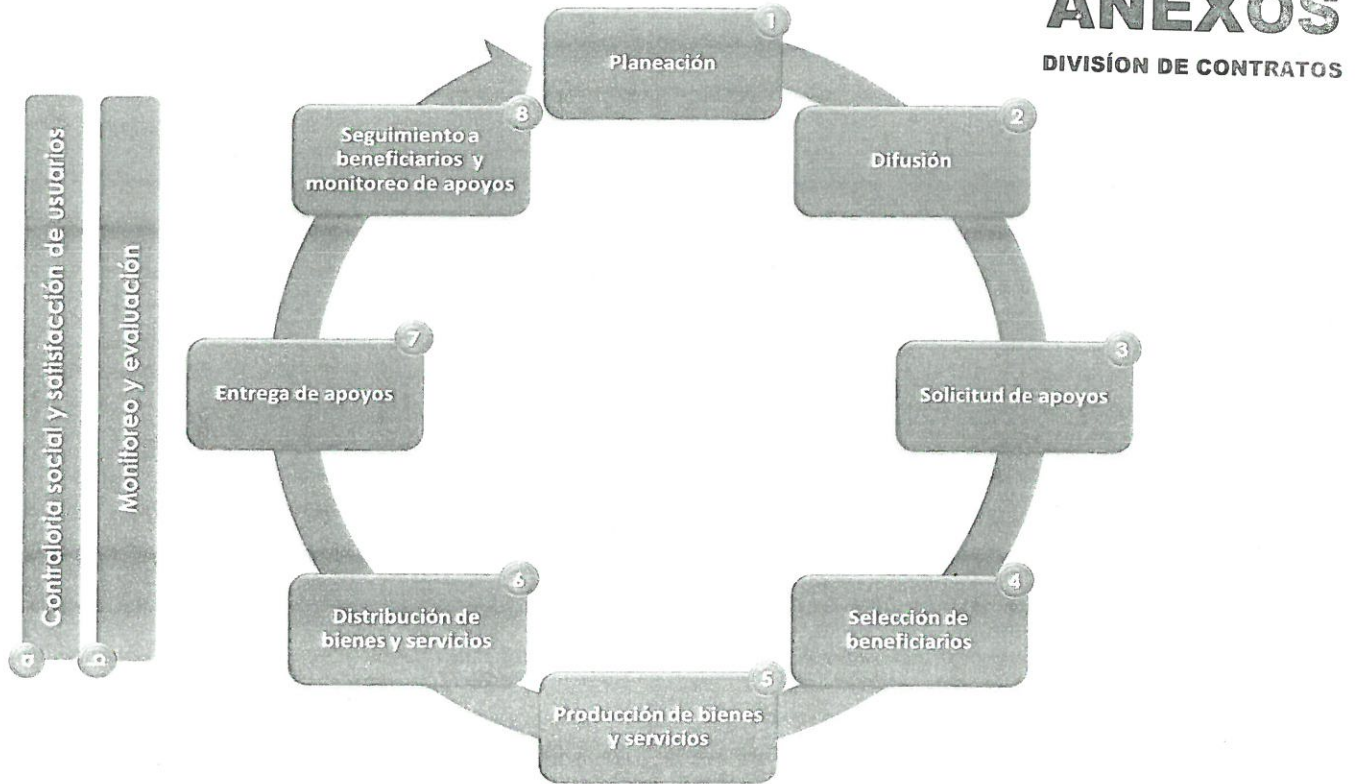 ANEXOS
DIVISÍON DE CONTRATOS
1
Planeación
2
Difusión
3
Solicitud de apoyos
4
Selección de
beneficiarios
5
Producción de bienes
y servicios
6
Distribución de
bienes y servicios
7
Entrega de apoyos
8
Seguimiento a
beneficiarios y
monitoreo de apoyos
Contraloría social y satisfacción de usuarios
Monitoreo y evaluación